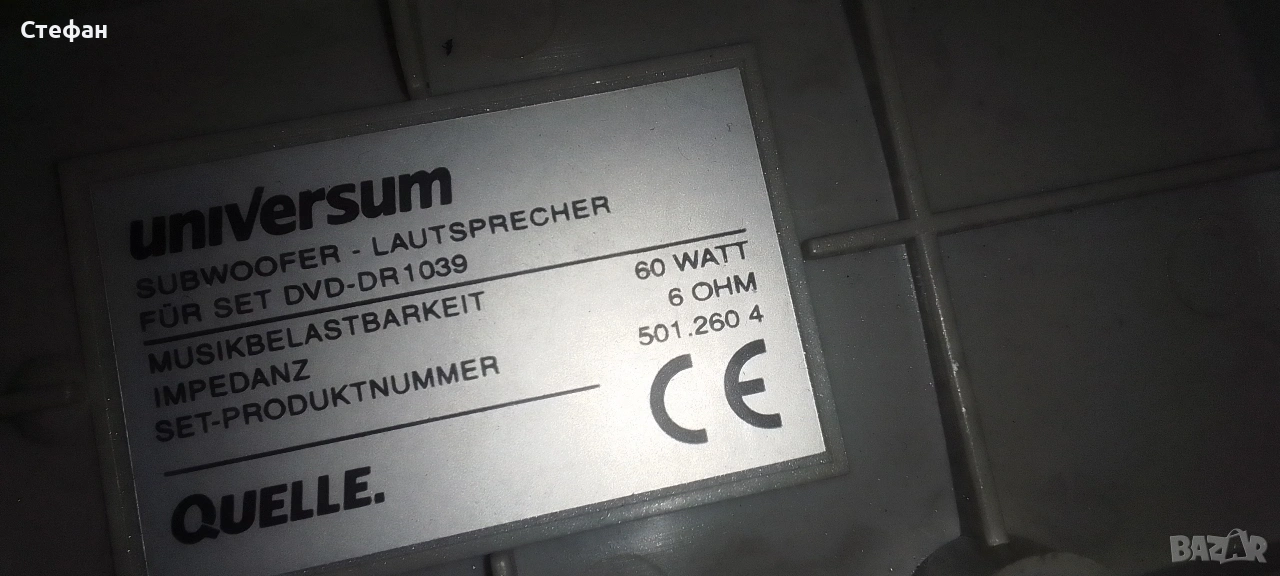 Стефан
universum
SUBWOOFER - LAUTSPRECHER
FÜR SET DVD-DR1039
MUSIKBELASTBARKEIT 60 WATT
IMPEDANZ 6 OHM
SET-PRODUKTNUMMER 501.260 4
CE
QUELLE.
BAZAR